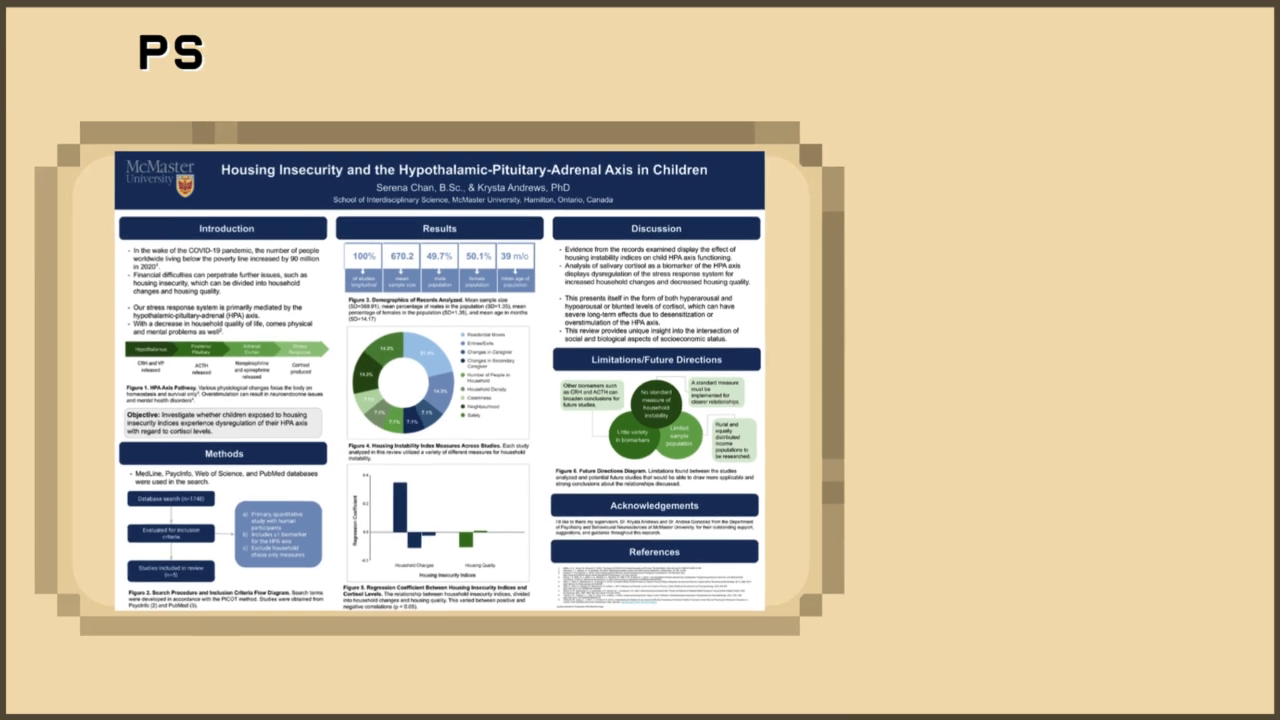 PS
McMaster
University
Housing Insecurity and the Hypothalamic-Pituitary-Adrenal Axis in Children
Serena Chan, B.Sc., & Krysta Andrews, PhD
School of Interdisciplinary Science, McMaster University, Hamilton, Ontario, Canada
Introduction
- In the wake of the COVID-19 pandemic, the number of people
worldwide living below the poverty line increased by 90 million
in 2020¹.
- Financial difficulties can perpetrate further issues, such as
housing insecurity, which can be divided into household
changes and housing quality.
- Our stress response system is primarily mediated by the
hypothalamic-pituitary-adrenal (HPA) axis.
- With a decrease in household quality of life, comes physical
and mental problems as well².
Hypothalamus
Posterior
Pituitary
Adrenal
Cortex
Stress
Response
CRH and VP
released
ACTH
released
Norepinephrine
and epinephrine
released
Cortisol
produced
Figure 1. HPA Axis Pathway. Various physiological changes focus the body on
homeostasis and survival only³. Overstimulation can result in neuroendocrine issues
and mental health disorders⁴.
Objective: Investigate whether children exposed to housing
insecurity indices experience dysregulation of their HPA axis
with regard to cortisol levels.
Methods
- MedLine, PsycInfo, Web of Science, and PubMed databases
were used in the search.
Database search (n=1748)
Evaluated for inclusion
criteria
Studies included in review
(n=5)
a) Primary, quantitative
study with human
participants
b) Includes ≥1 biomarker
for the HPA axis
c) Exclude household
chaos only measures
Figure 2. Search Procedure and Inclusion Criteria Flow Diagram. Search terms
were developed in accordance with the PICOT method. Studies were obtained from
PsycInfo (2) and PubMed (3).
Results
100%
of studies
longitudinal
670.2
mean
sample size
49.7%
male
population
50.1%
female
population
39 m/o
mean age of
population
Figure 3. Demographics of Records Analyzed. Mean sample size
mean percentage of males in the population (SD=1.35), mean
percentage of females in the population (SD=1.35), and mean age in months
(SD=14.17)
14.3%
14.3%
7.1%
7.1%
7.1%
7.1%
14.3%
Residential Moves
Entries/Exits
Changes in Caregiver
Changes in Secondary
Caregiver
Number of People in
Household
Household Density
Cleanliness
Neighbourhood
Safety
Figure 4. Housing Instability Index Measures Across Studies. Each study
analyzed in this review utilized a variety of different measures for household
instability.
Regression Coefficient
0.4
0.2
0.0
Household Changes
Housing Quality
Housing Insecurity Indices
Figure 5. Regression Coefficient Between Housing Insecurity Indices and
Cortisol Levels. The relationship between household insecurity indices, divided
into household changes and housing quality. This varied between positive and
negative correlations (p < 0.05).
Discussion
- Evidence from the records examined display the effect of
housing instability indices on child HPA axis functioning.
- Analysis of salivary cortisol as a biomarker of the HPA axis
displays dysregulation of the stress response system for
increased household changes and decreased housing quality.
- This presents itself in the form of both hyperarousal and
hypoarousal or blunted levels of cortisol, which can have
severe long-term effects due to desensitization or
overstimulation of the HPA axis.
- This review provides unique insight into the intersection of
social and biological aspects of socioeconomic status.
Limitations/Future Directions
Other biomarkers such
as CRH and ACTH can
broaden conclusions for
future studies.
No standard
measure of
household
instability
A standard measure
must be
implemented for
clearer relationships.
Little variety
in biomarkers
Limited
sample
population
Rural and
equally
distributed
income
populations to
be researched.
Figure 6. Future Directions Diagram. Limitations found between the studies
analyzed and potential future studies that would be able to draw more applicable and
strong conclusions about the relationships discussed.
Acknowledgements
I'd like to thank my supervisor, Dr. Krysta Andrews and Dr. Andrea Gonzalez from the Department
of Psychiatry and Behavioural Neurosciences of McMaster University, for their outstanding support,
suggestions, and guidance throughout this research.
References